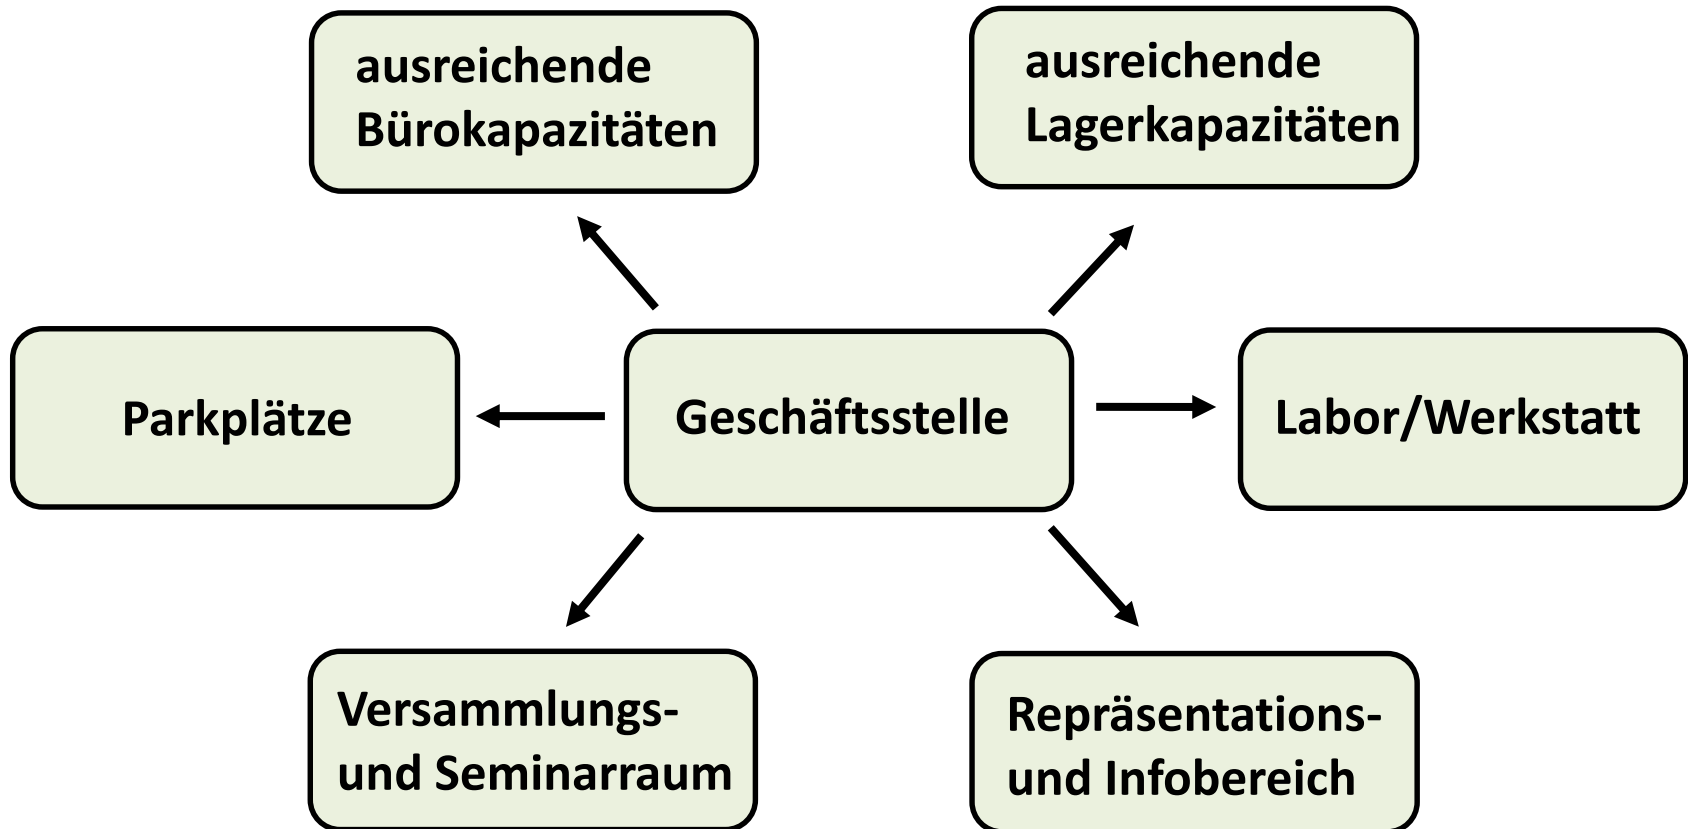 ausreichende
Bürokapazitäten
ausreichende
Lagerkapazitäten
Parkplätze
Geschäftsstelle
Labor/Werkstatt
Versammlungs-
und Seminarraum
Repräsentations-
und Infobereich